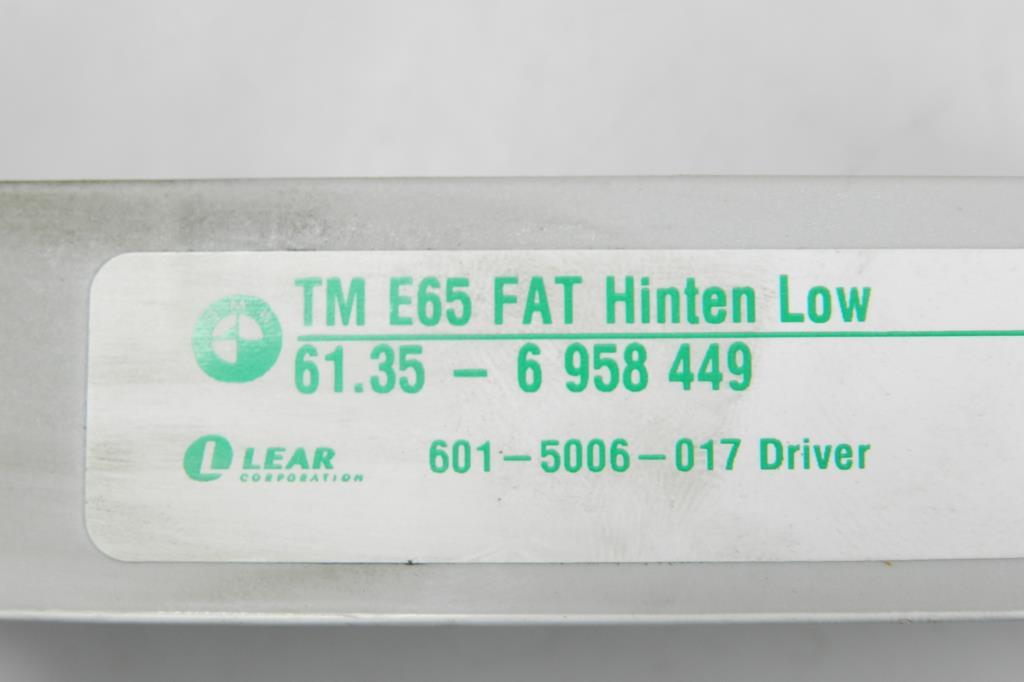 TM E65 FAT Hinten Low
61.35 - 6 958 449
LEAR
CORPORATION
601-5006-017 Driver